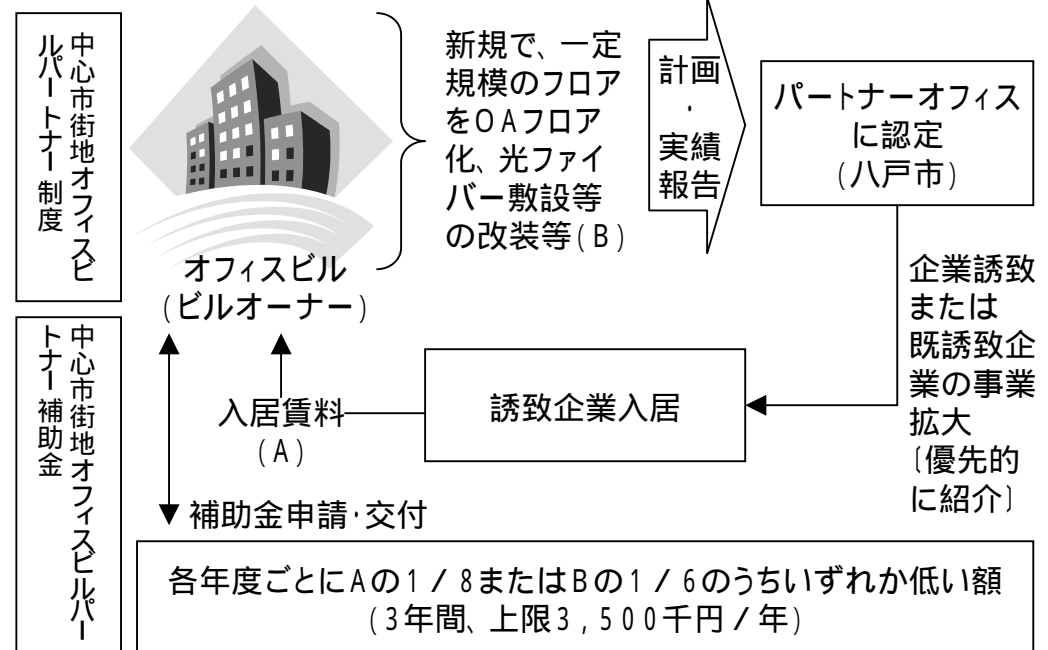 中心市街地オフィスビ
ルパートナー制度
新規で、一定
規模のフロア
をOAフロア
化、光ファイ
バー敷設等
の改装等(B)
計画
・
実績
報告
パートナーオフィス
に認定
(八戸市)
オフィスビル
(ビルオーナー)
企業誘致
または
既誘致企
業の事業
拡大
〔優先的
に紹介〕
中心市街地オフィスビルパー
トナー補助金
入居賃料
(A)
誘致企業入居
補助金申請・交付
各年度ごとにAの1/8またはBの1/6のうちいずれか低い額
(3年間、上限3,500千円/年)